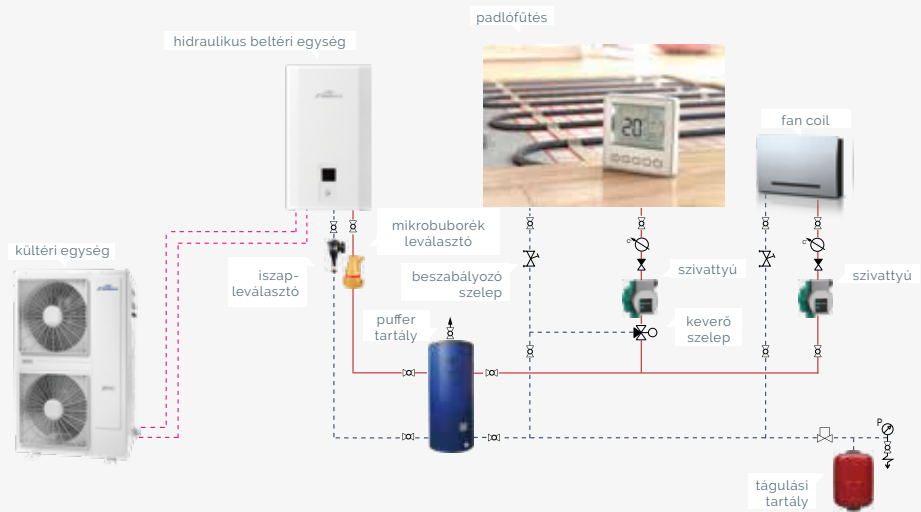 padlófűtés
hidraulikus beltéri egység
fan coil
20
mikrobuborék
leválasztó
kültéri egység
iszap-
leválasztó
beszabályozó
szelep
szivattyú
szivattyú
puffer
tartály
keverő
szelep
C
C
P
tágulási
tartály